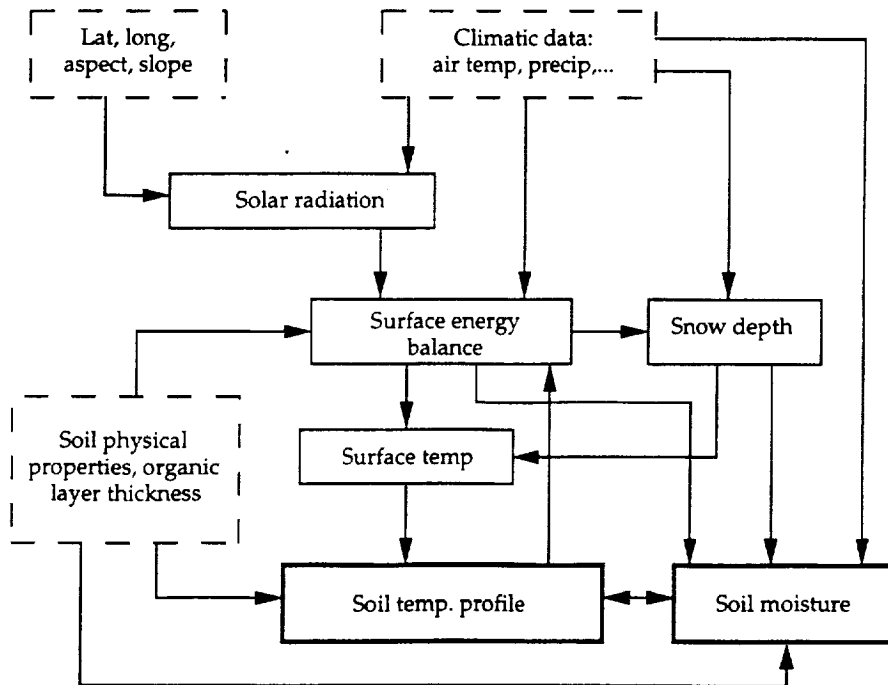 Lat, long,
aspect, slope
Climatic data:
air temp, precip,...
Solar radiation
Surface energy
balance
Snow depth
Soil physical
properties, organic
layer thickness
Surface temp
Soil temp. profile
Soil moisture